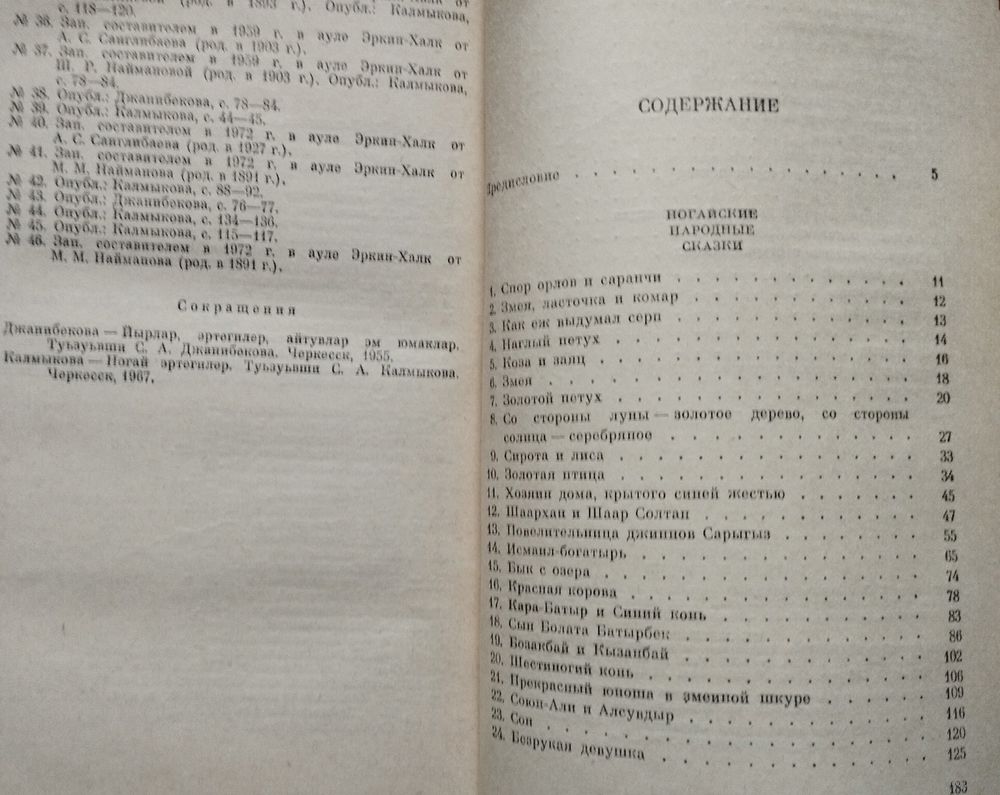 с. 118—120.
№ 36. Зап. составителем в 1959 г. в ауле Эркин-Халк от
А. С. Санглибаева (род. в 1903 г.).
№ 37. Зап. составителем в 1959 г. в ауле Эркин-Халк от
Ш. Р. Наймановой (род. в 1903 г.). Опубл.: Калмыкова,
с. 78—84.
№ 38. Опубл.: Джанибекова, с. 78—84.
№ 39. Опубл.: Калмыкова, с. 44—45.
№ 40. Зап. составителем в 1972 г. в ауле Эркин-Халк от
А. С. Санглибаева (род. в 1927 г.).
№ 41. Зап. составителем в 1972 г. в ауле Эркин-Халк от
М. М. Найманова (род. в 1891 г.).
№ 42. Опубл.: Калмыкова, с. 88—92.
№ 43. Опубл.: Джанибекова, с. 76—77.
№ 44. Опубл.: Калмыкова, с. 134—136.
№ 45. Опубл.: Калмыкова, с. 115—117.
№ 46. Зап. составителем в 1972 г. в ауле Эркин-Халк от
М. М. Найманова (род. в 1891 г.).
Сокращения
Джанибекова — Йырлар, эртегилер, айтувлар эм юмаклар.
Туьзуьвши С. А. Джанибекова. Черкесск, 1955.
Калмыкова — Ногай эртегилер. Туьзуьвши С. А. Калмыкова.
Черкесск, 1967.
СОДЕРЖАНИЕ
Предисловие . . . . . . . . . . . . . . 5
НОГАЙСКИЕ
НАРОДНЫЕ
СКАЗКИ
1. Спор орлов и саранчи . . . . . . . . . . 11
2. Змея, ласточка и комар . . . . . . . . . 12
3. Как еж выдумал серп . . . . . . . . . . 13
4. Наглый петух . . . . . . . . . . . . 14
5. Коза и заяц . . . . . . . . . . . . 16
6. Змея . . . . . . . . . . . . . . 18
7. Золотой петух . . . . . . . . . . . . 20
8. Со стороны луны — золотое дерево, со стороны
солнца — серебряное . . . . . . . . . . 27
9. Сирота и лиса . . . . . . . . . . . . 33
10. Золотая птица . . . . . . . . . . . . 34
11. Хозяин дома, крытого синей жестью . . . . . . 45
12. Шаархан и Шаар Солтан . . . . . . . . . 47
13. Повелительница джиннов Сарыгыз . . . . . . 55
14. Исмаил-богатырь . . . . . . . . . . . 65
15. Бык с озера . . . . . . . . . . . . 74
16. Красная корова . . . . . . . . . . . 78
17. Кара-Батыр и Синий конь . . . . . . . . 83
18. Сын Болата Батырбек . . . . . . . . . 86
19. Бозакбай и Кызанбай . . . . . . . . . 102
20. Шестиногий конь . . . . . . . . . . . 106
21. Прекрасный юноша в змеиной шкуре . . . . . 109
22. Союн-Али и Алсувдыр . . . . . . . . . 116
23. Сон . . . . . . . . . . . . . . 120
24. Безрукая девушка . . . . . . . . . . 125
183